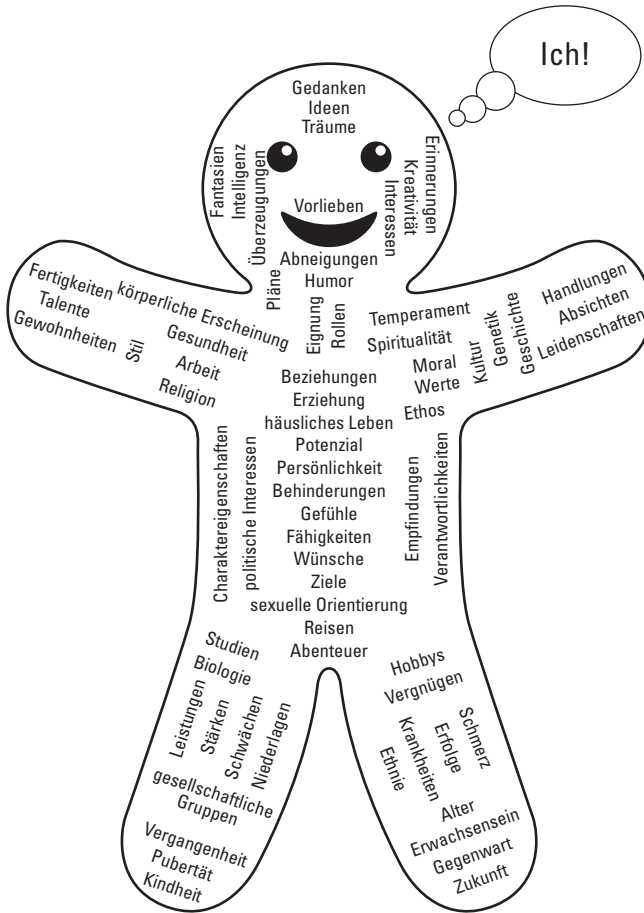 Ich!
Gedanken
Ideen
Träume
Fantasien
Intelligenz
Überzeugungen
Erinnerungen
Kreativität
Interessen
Vorlieben
Abneigungen
Humor
Pläne
Eignung
Rollen
Fertigkeiten
Talente
Gewohnheiten
körperliche Erscheinung
Gesundheit
Stil
Arbeit
Religion
Temperament
Spiritualität
Moral
Werte
Ethos
Kultur
Genetik
Geschichte
Handlungen
Absichten
Leidenschaften
Beziehungen
Erziehung
häusliches Leben
Potenzial
Persönlichkeit
Behinderungen
Gefühle
Fähigkeiten
Wünsche
Ziele
sexuelle Orientierung
Reisen
Abenteuer
Charaktereigenschaften
politische Interessen
Empfindungen
Verantwortlichkeiten
Studien
Biologie
Leistungen
Stärken
Schwächen
Niederlagen
gesellschaftliche
Gruppen
Vergangenheit
Pubertät
Kindheit
Hobbys
Vergnügen
Ethnie
Krankheiten
Erfolge
Schmerz
Alter
Erwachsensein
Gegenwart
Zukunft